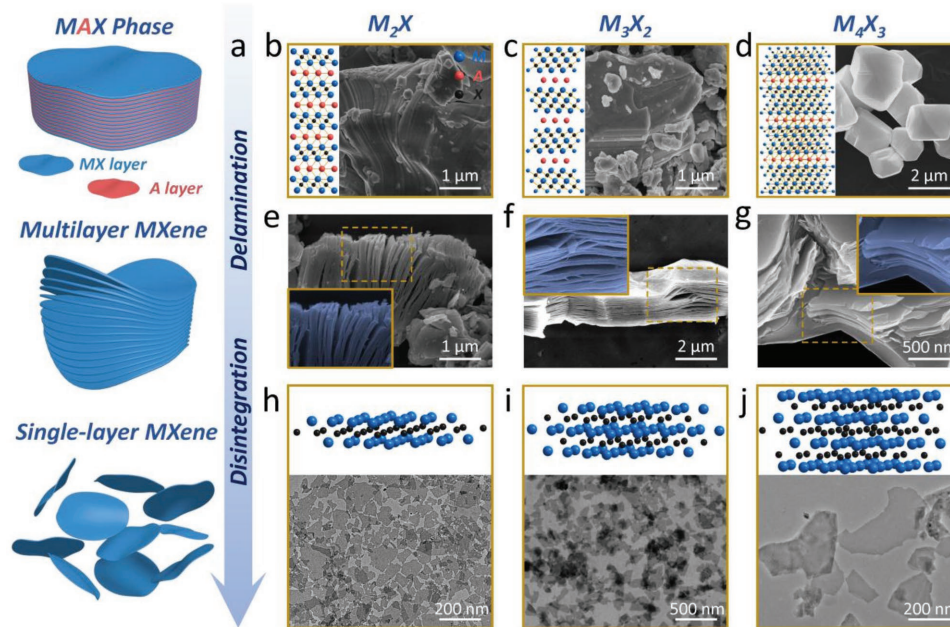 MAX Phase
a
MX layer
A layer
Multilayer MXene
Single-layer MXene
Delamination
Disintegration
M₂X
M₃X₂
M₄X₃
b
M
A
X
1 μm
c
1 μm
d
2 μm
e
1 μm
f
2 μm
g
500 nm
h
200 nm
i
500 nm
j
200 nm